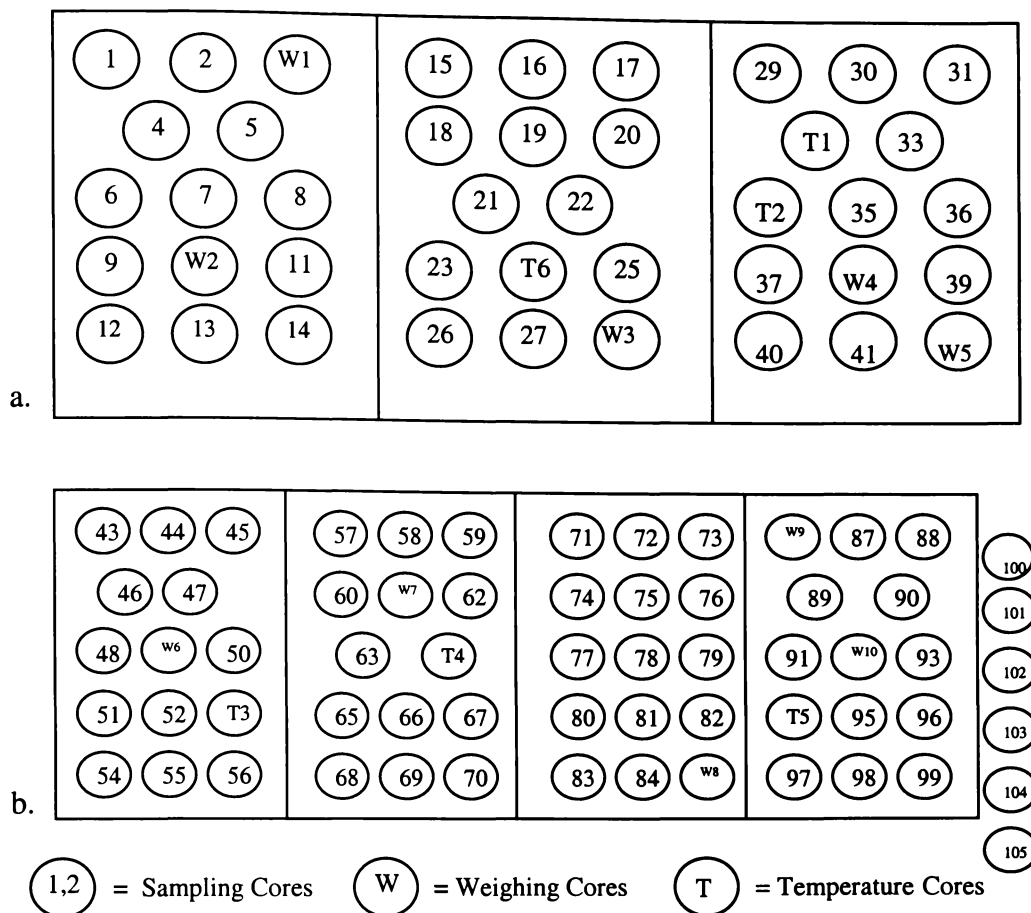 1 2 W1
4 5
6 7 8
9 W2 11
12 13 14
15 16 17
18 19 20
21 22
23 T6 25
26 27 W3
29 30 31
T1 33
T2 35 36
37 W4 39
40 41 W5
a.
43 44 45
46 47
48 W6 50
51 52 T3
54 55 56
57 58 59
60 W7 62
63 T4
65 66 67
68 69 70
71 72 73
74 75 76
77 78 79
80 81 82
83 84 W8
W9 87 88
89 90
91 W10 93
T5 95 96
97 98 99
100
101
102
103
104
105
b.
1,2 = Sampling Cores W = Weighing Cores T = Temperature Cores